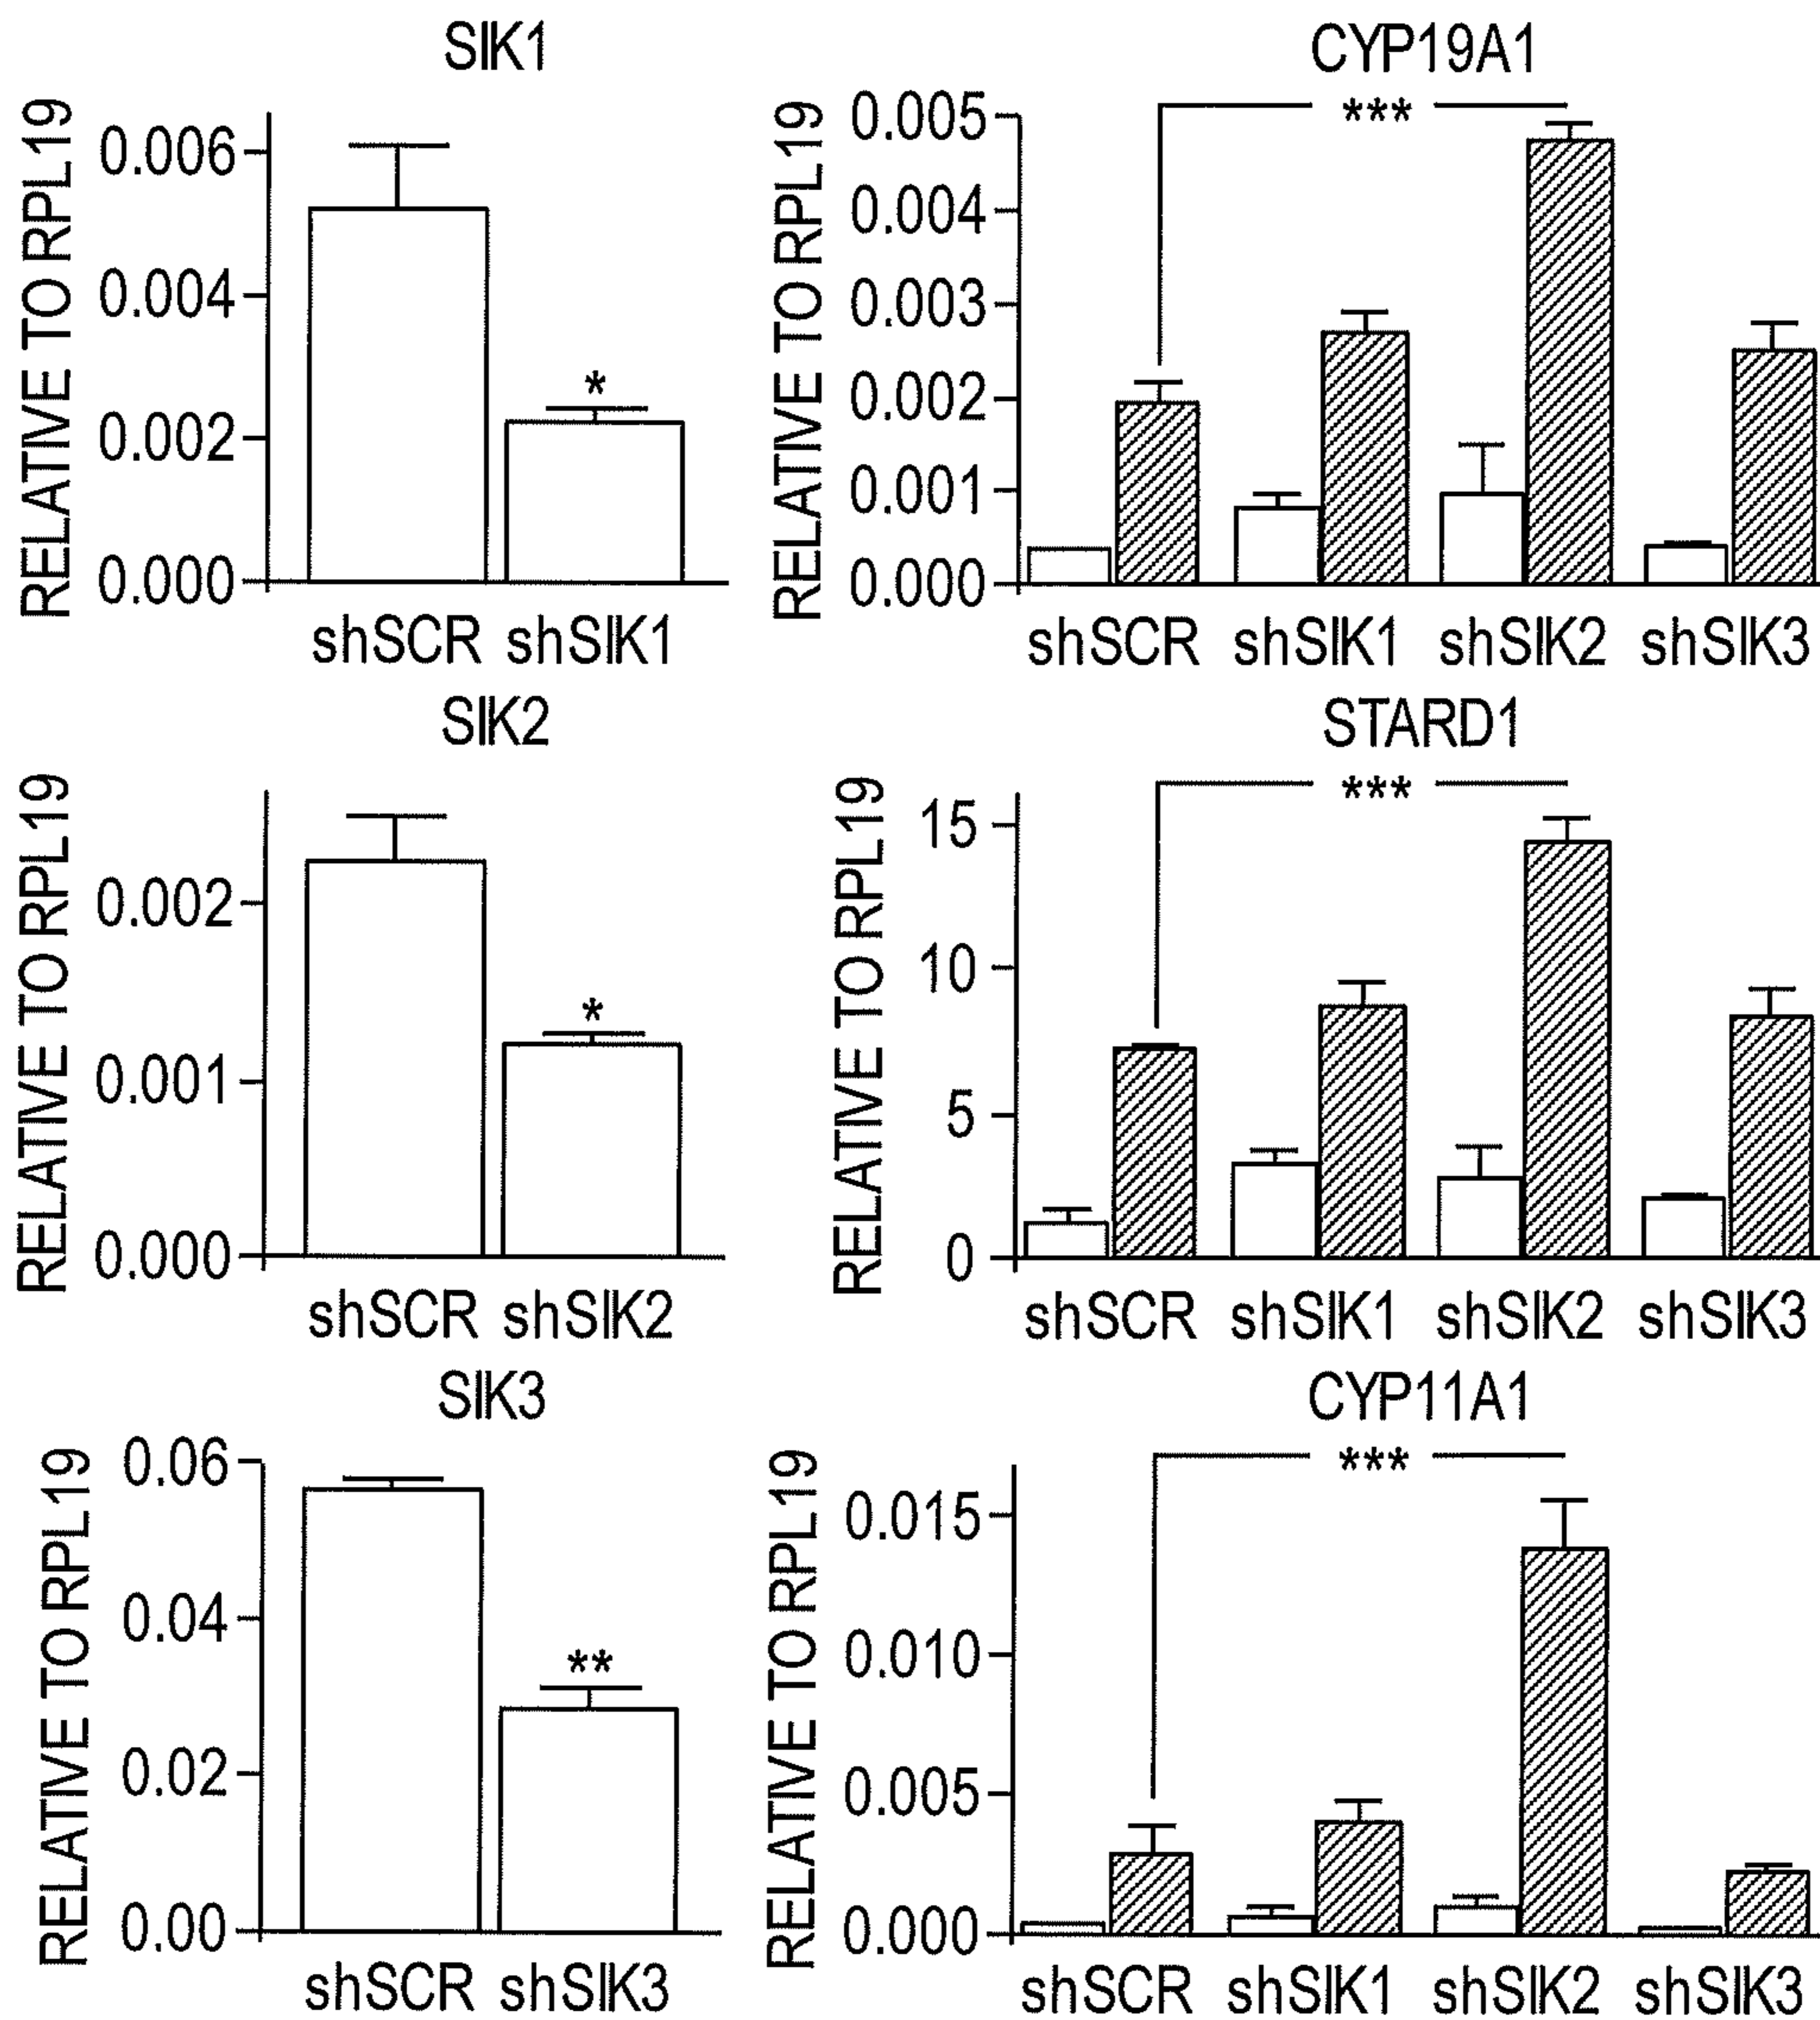 SIK1
RELATIVE TO RPL19
0.006
0.004
0.002
0.000
*
shSCR shSIK1
CYP19A1
RELATIVE TO RPL19
0.005
0.004
0.003
0.002
0.001
0.000
***
shSCR shSIK1 shSIK2 shSIK3
SIK2
RELATIVE TO RPL19
0.002
0.001
0.000
*
shSCR shSIK2
STARD1
RELATIVE TO RPL19
15
10
5
0
***
shSCR shSIK1 shSIK2 shSIK3
SIK3
RELATIVE TO RPL19
0.06
0.04
0.02
0.00
**
shSCR shSIK3
CYP11A1
RELATIVE TO RPL19
0.015
0.010
0.005
0.000
***
shSCR shSIK1 shSIK2 shSIK3